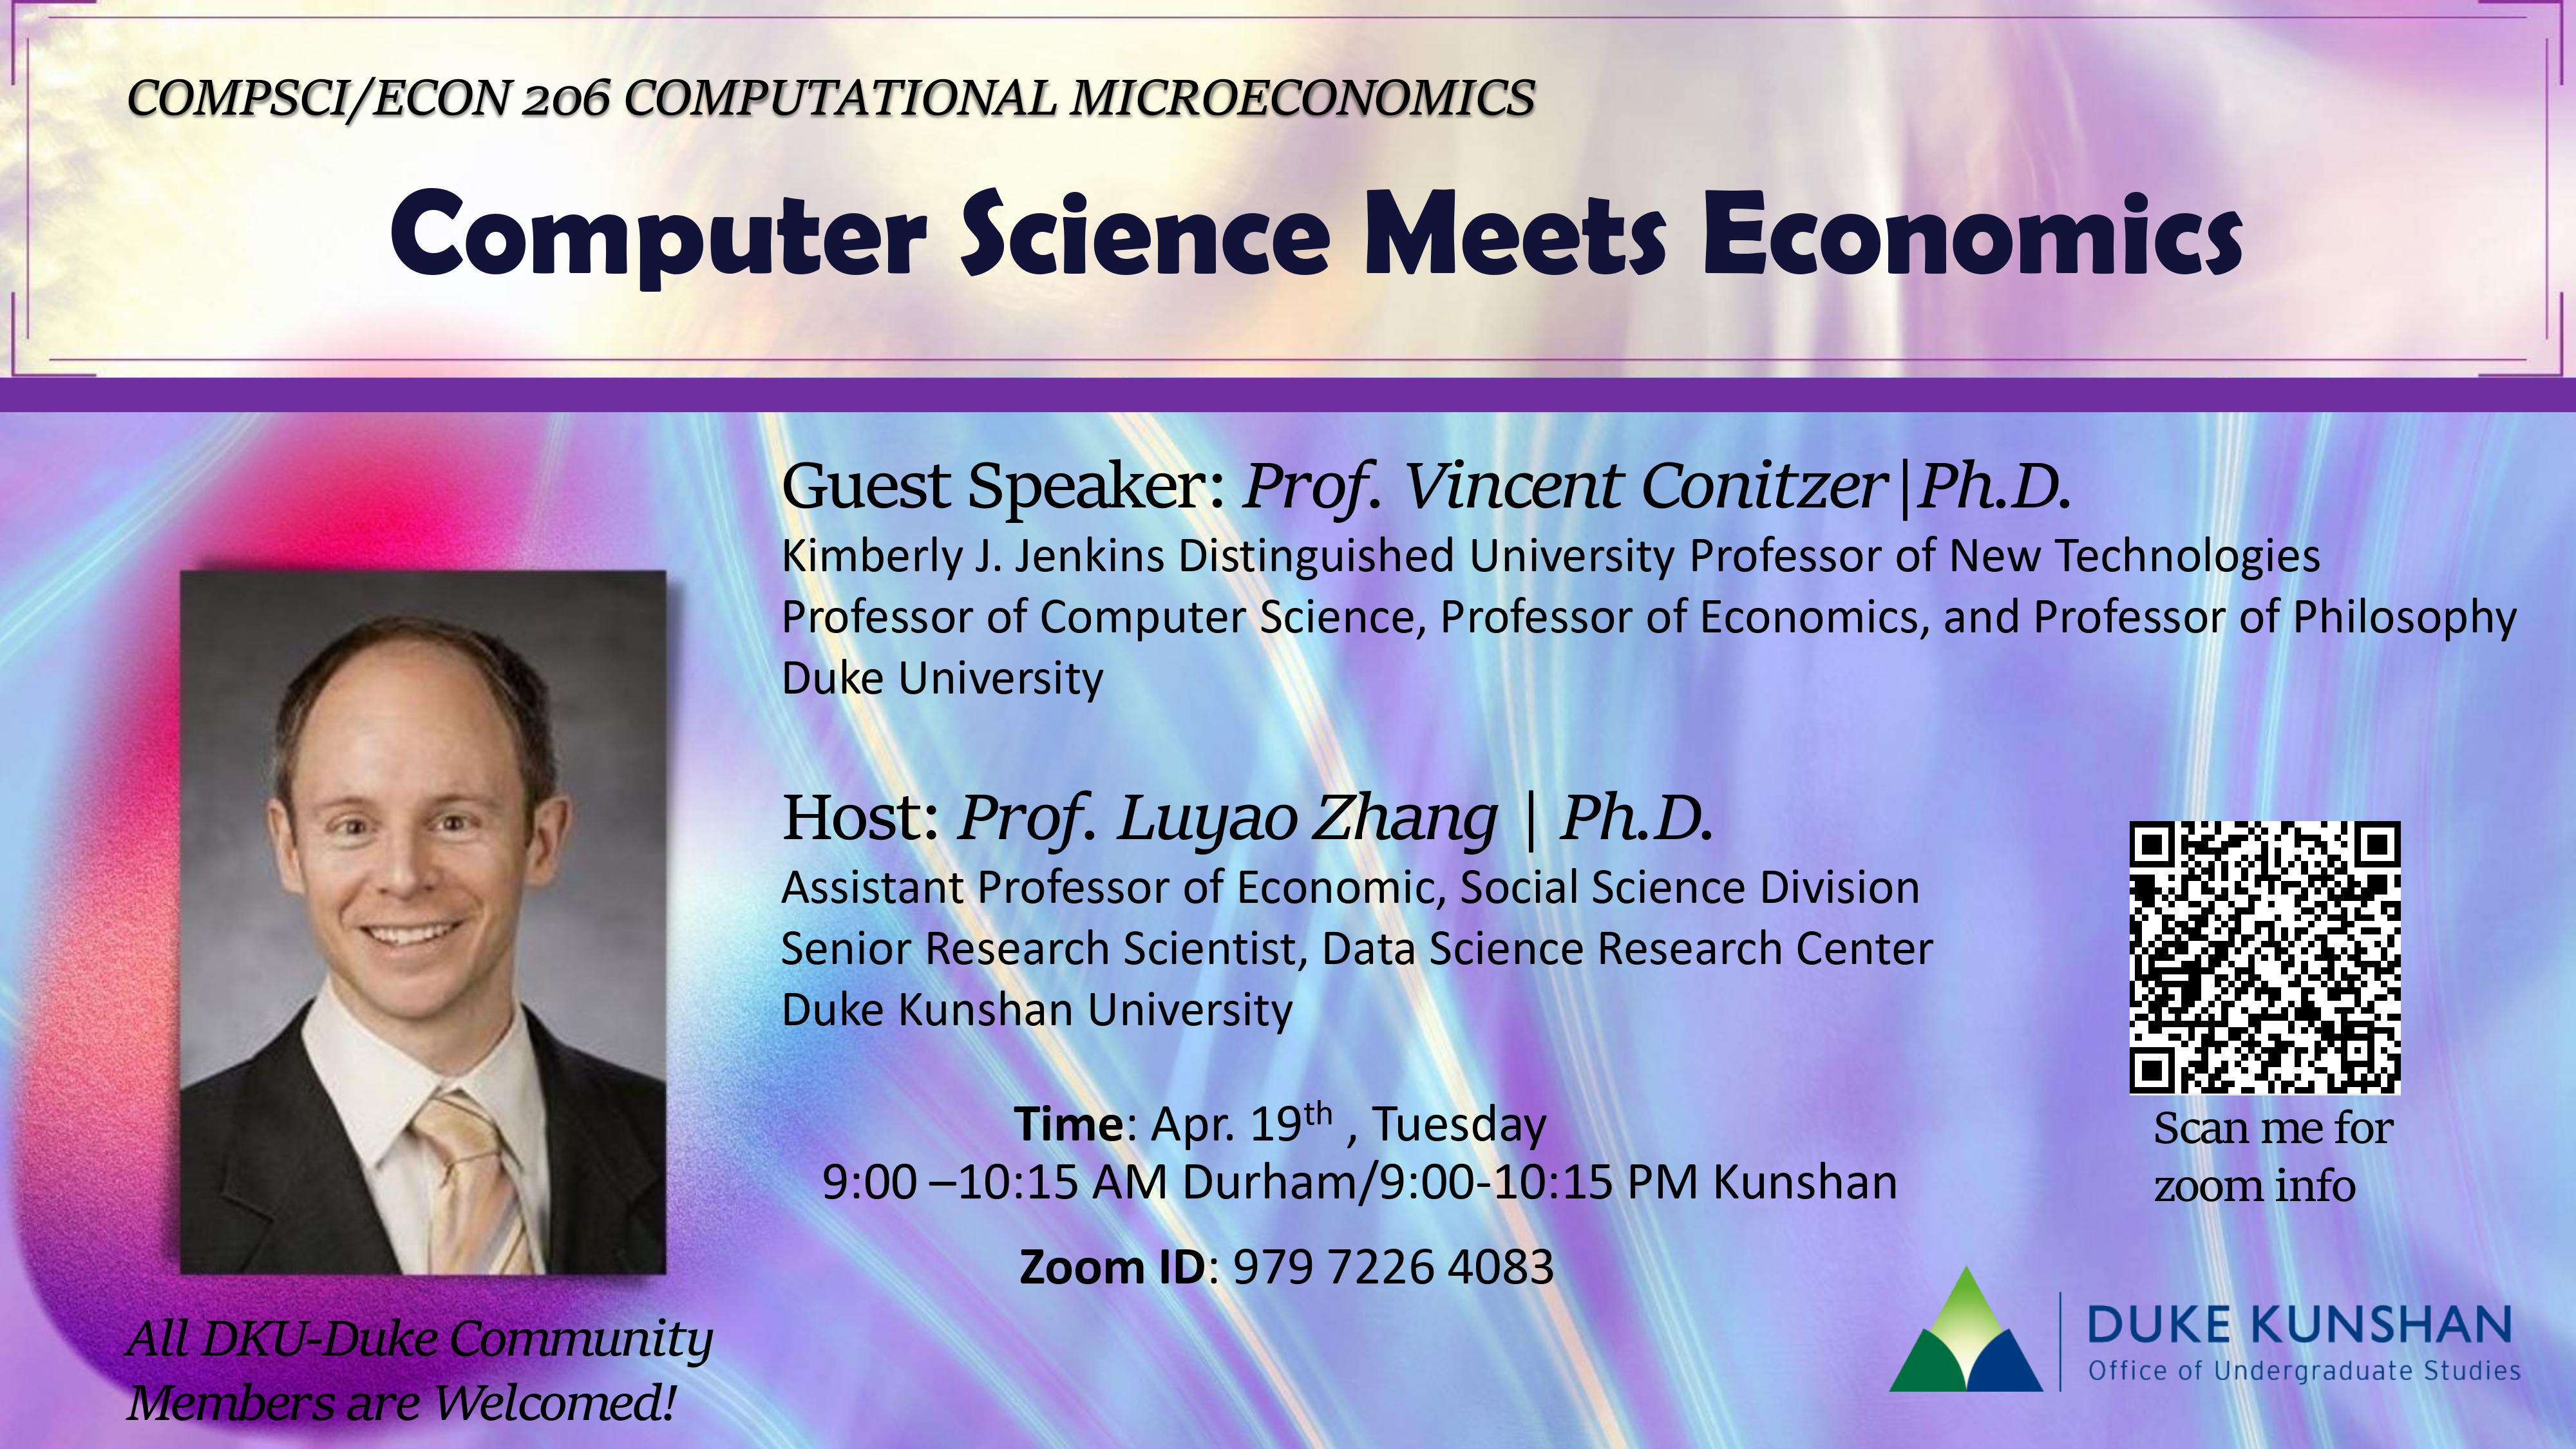 COMPSCI/ECON 206 COMPUTATIONAL MICROECONOMICS
Computer Science Meets Economics
Guest Speaker: Prof. Vincent Conitzer|Ph.D.
Kimberly J. Jenkins Distinguished University Professor of New Technologies
Professor of Computer Science, Professor of Economics, and Professor of Philosophy
Duke University
Host: Prof. Luyao Zhang | Ph.D.
Assistant Professor of Economic, Social Science Division
Senior Research Scientist, Data Science Research Center
Duke Kunshan University
Time: Apr. 19th , Tuesday
9:00 –10:15 AM Durham/9:00-10:15 PM Kunshan
Zoom ID: 979 7226 4083
Scan me for
zoom info
All DKU-Duke Community
Members are Welcomed!
DUKE KUNSHAN
Office of Undergraduate Studies